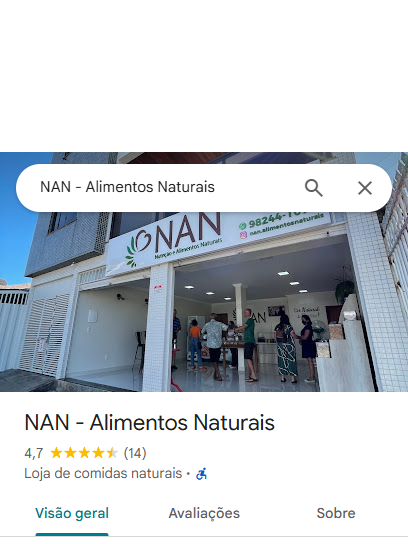 NAN - Alimentos Naturais
NAN
Nutrição e Alimentos Naturais
98244-
nan.alimentosnaturais
NAN
NAN - Alimentos Naturais
4,7 (14)
Loja de comidas naturais ·
Visão geral
Avaliações
Sobre